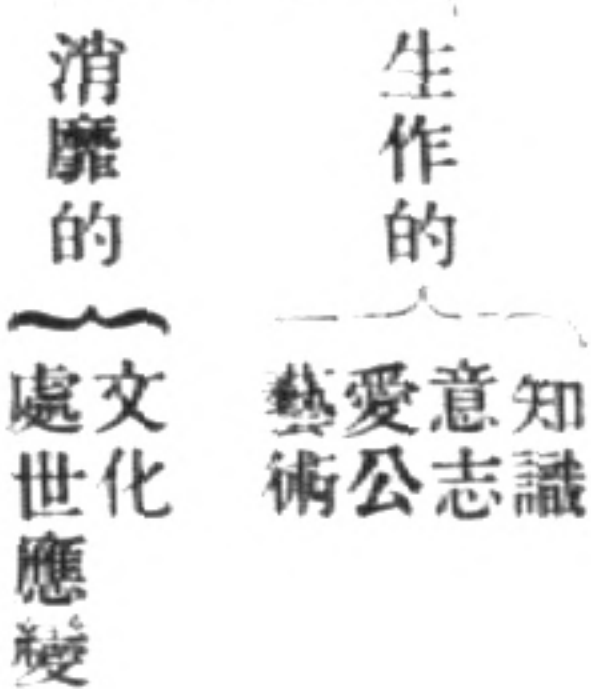 生作的
知識
意志
愛公
藝術
消靡的
文化
處世應變